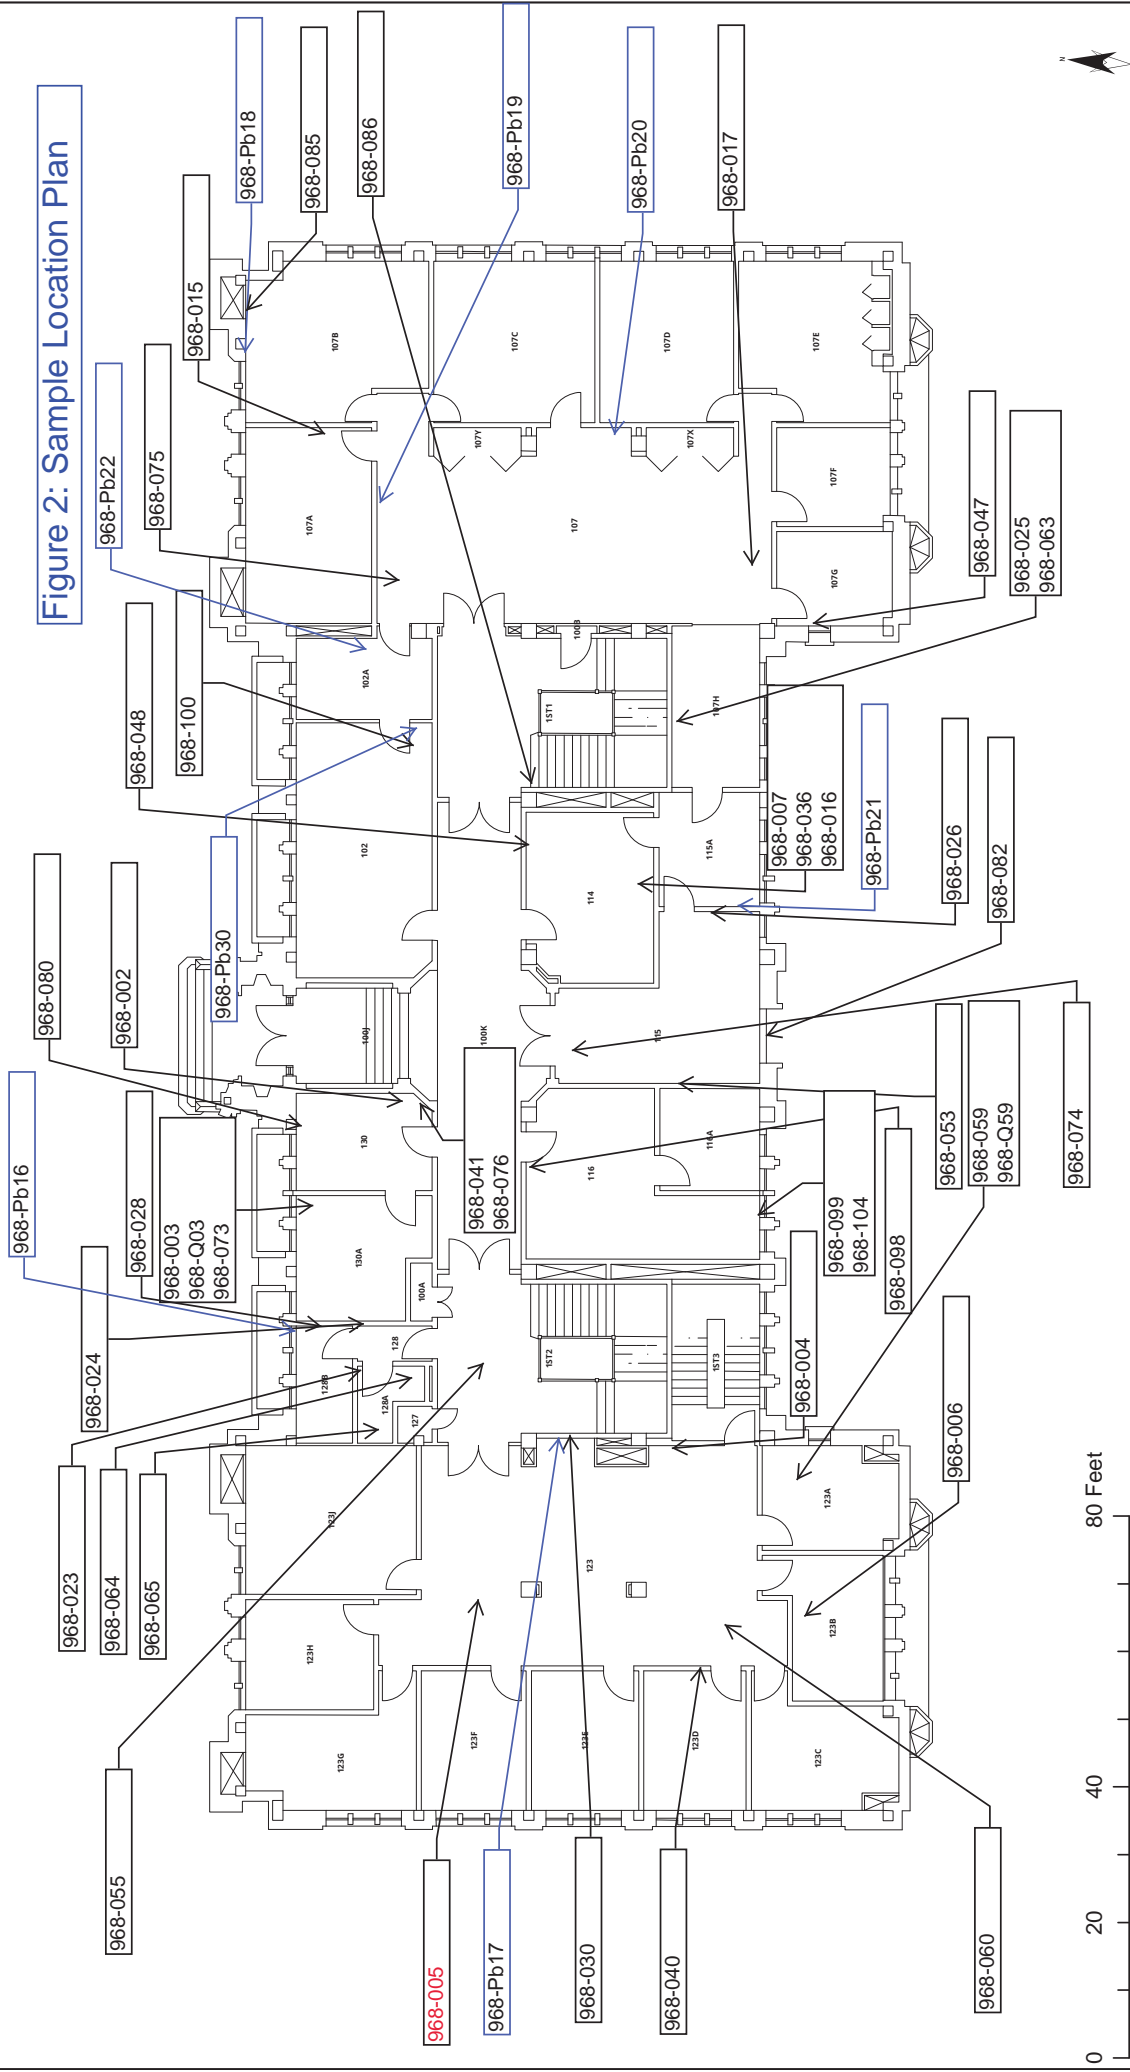 Figure 2: Sample Location Plan
968-Pb18
968-085
968-086
968-Pb19
968-Pb20
968-017
N
968-015
968-075
968-Pb22
968-100
968-048
968-Pb30
968-002
968-080
968-Pb16
968-028
968-003
968-Q03
968-073
968-024
968-023
968-064
968-065
968-055
968-005
968-Pb17
968-030
968-040
968-060
968-006
968-004
968-098
968-099
968-104
968-059
968-Q59
968-053
968-074
968-082
968-026
968-Pb21
968-007
968-036
968-016
968-025
968-063
968-047
968-041
968-076
107B
107C
107D
107E
107A
107Y
107X
107F
107
107G
102A
100B
1ST1
107H
102
114
115A
100J
100K
115
130
116
116A
130A
100A
128
128B
128A
127
1ST2
1ST3
123J
123
123A
123H
123B
123G
123F
123E
123D
123C
0
20
40
80 Feet